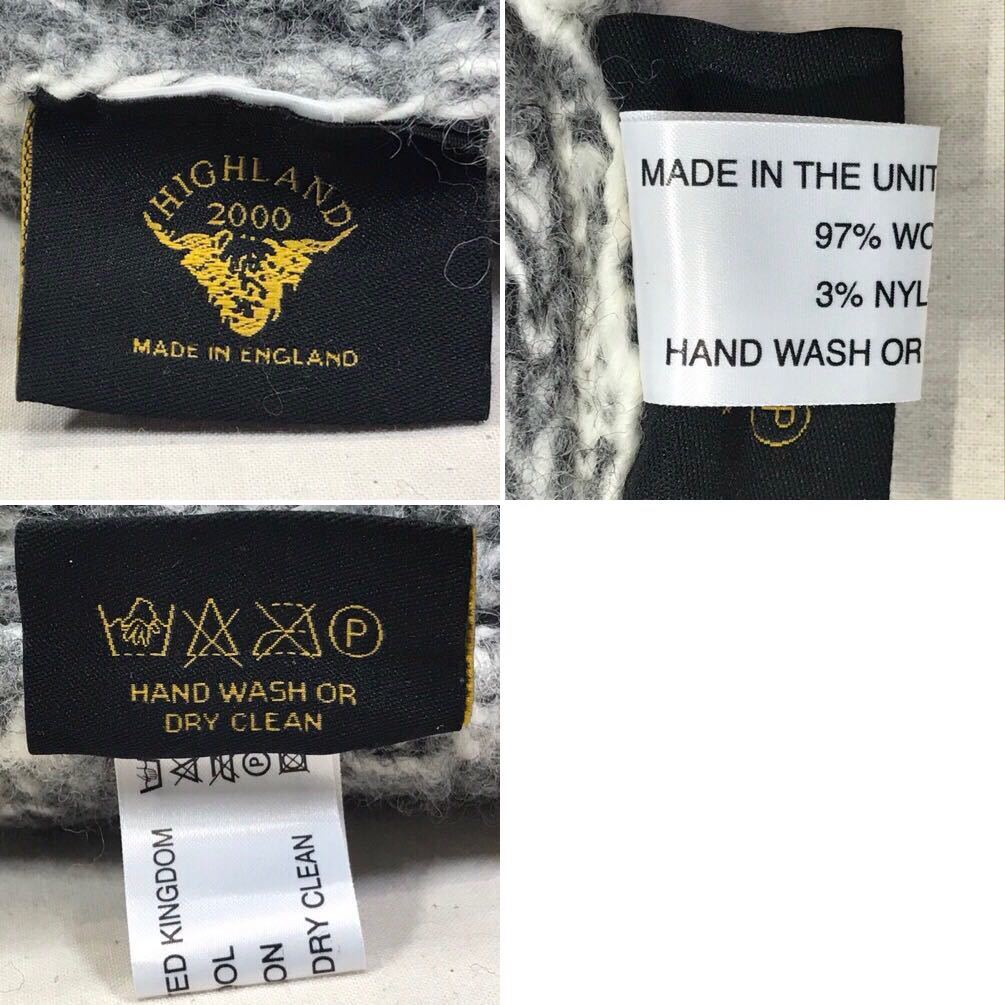 HIGHLAND
2000
MADE IN ENGLAND
MADE IN THE UNIT
97% WO
3% NYL
HAND WASH OR
P
P
HAND WASH OR
DRY CLEAN
P
ED KINGDOM
OL
ON
DRY CLEAN